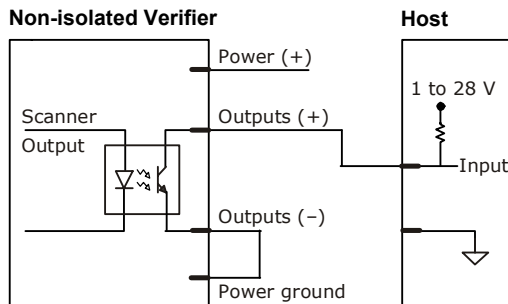 Non-isolated Verifier
Host
Power (+)
1 to 28 V
Scanner
Output
Outputs (+)
Input
Outputs (−)
Power ground